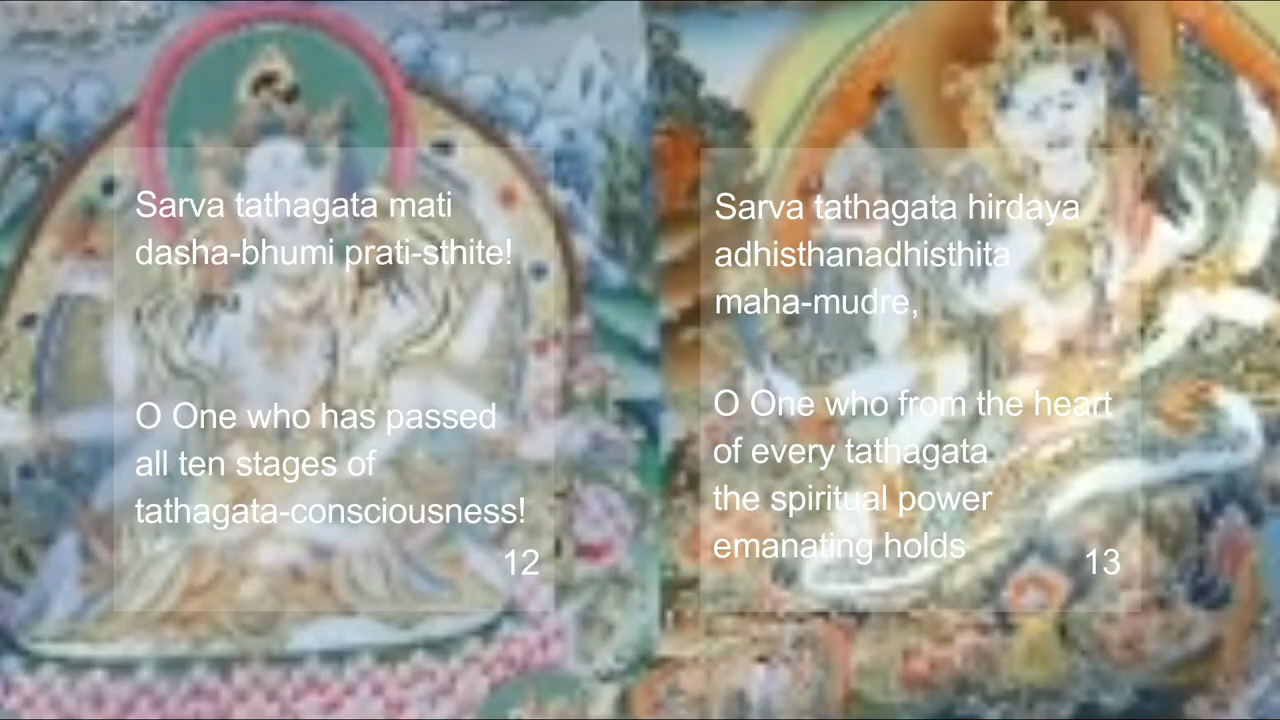 Sarva tathagata mati
dasha-bhumi prati-sthite!
O One who has passed
all ten stages of
tathagata-consciousness!
12
Sarva tathagata hirdaya
adhisthanadhisthita
maha-mudre,
O One who from the heart
of every tathagata
the spiritual power
emanating holds
13